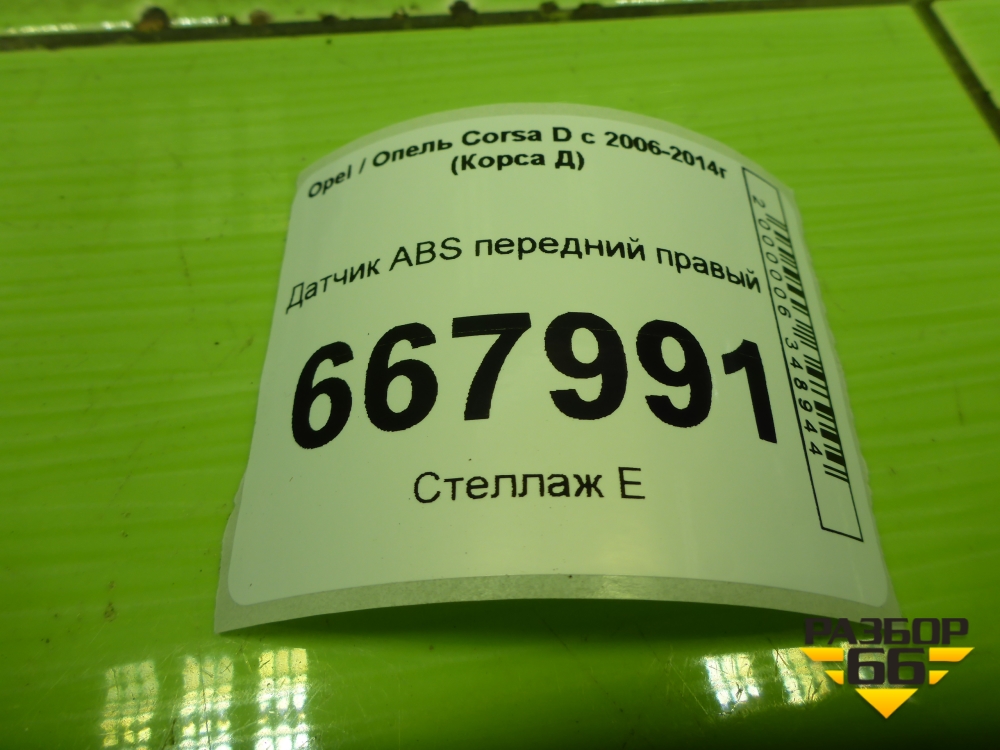 Opel / Опель Corsa D с 2006-2014г
(Корса Д)
Датчик ABS передний правый
667991
Стеллаж Е
2000006348944
РАЗБОР
66